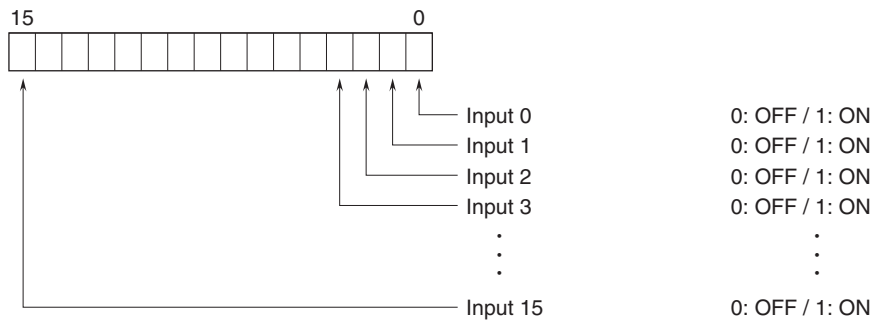 15 0
Input 0 0: OFF / 1: ON
Input 1 0: OFF / 1: ON
Input 2 0: OFF / 1: ON
Input 3 0: OFF / 1: ON
Input 15 0: OFF / 1: ON